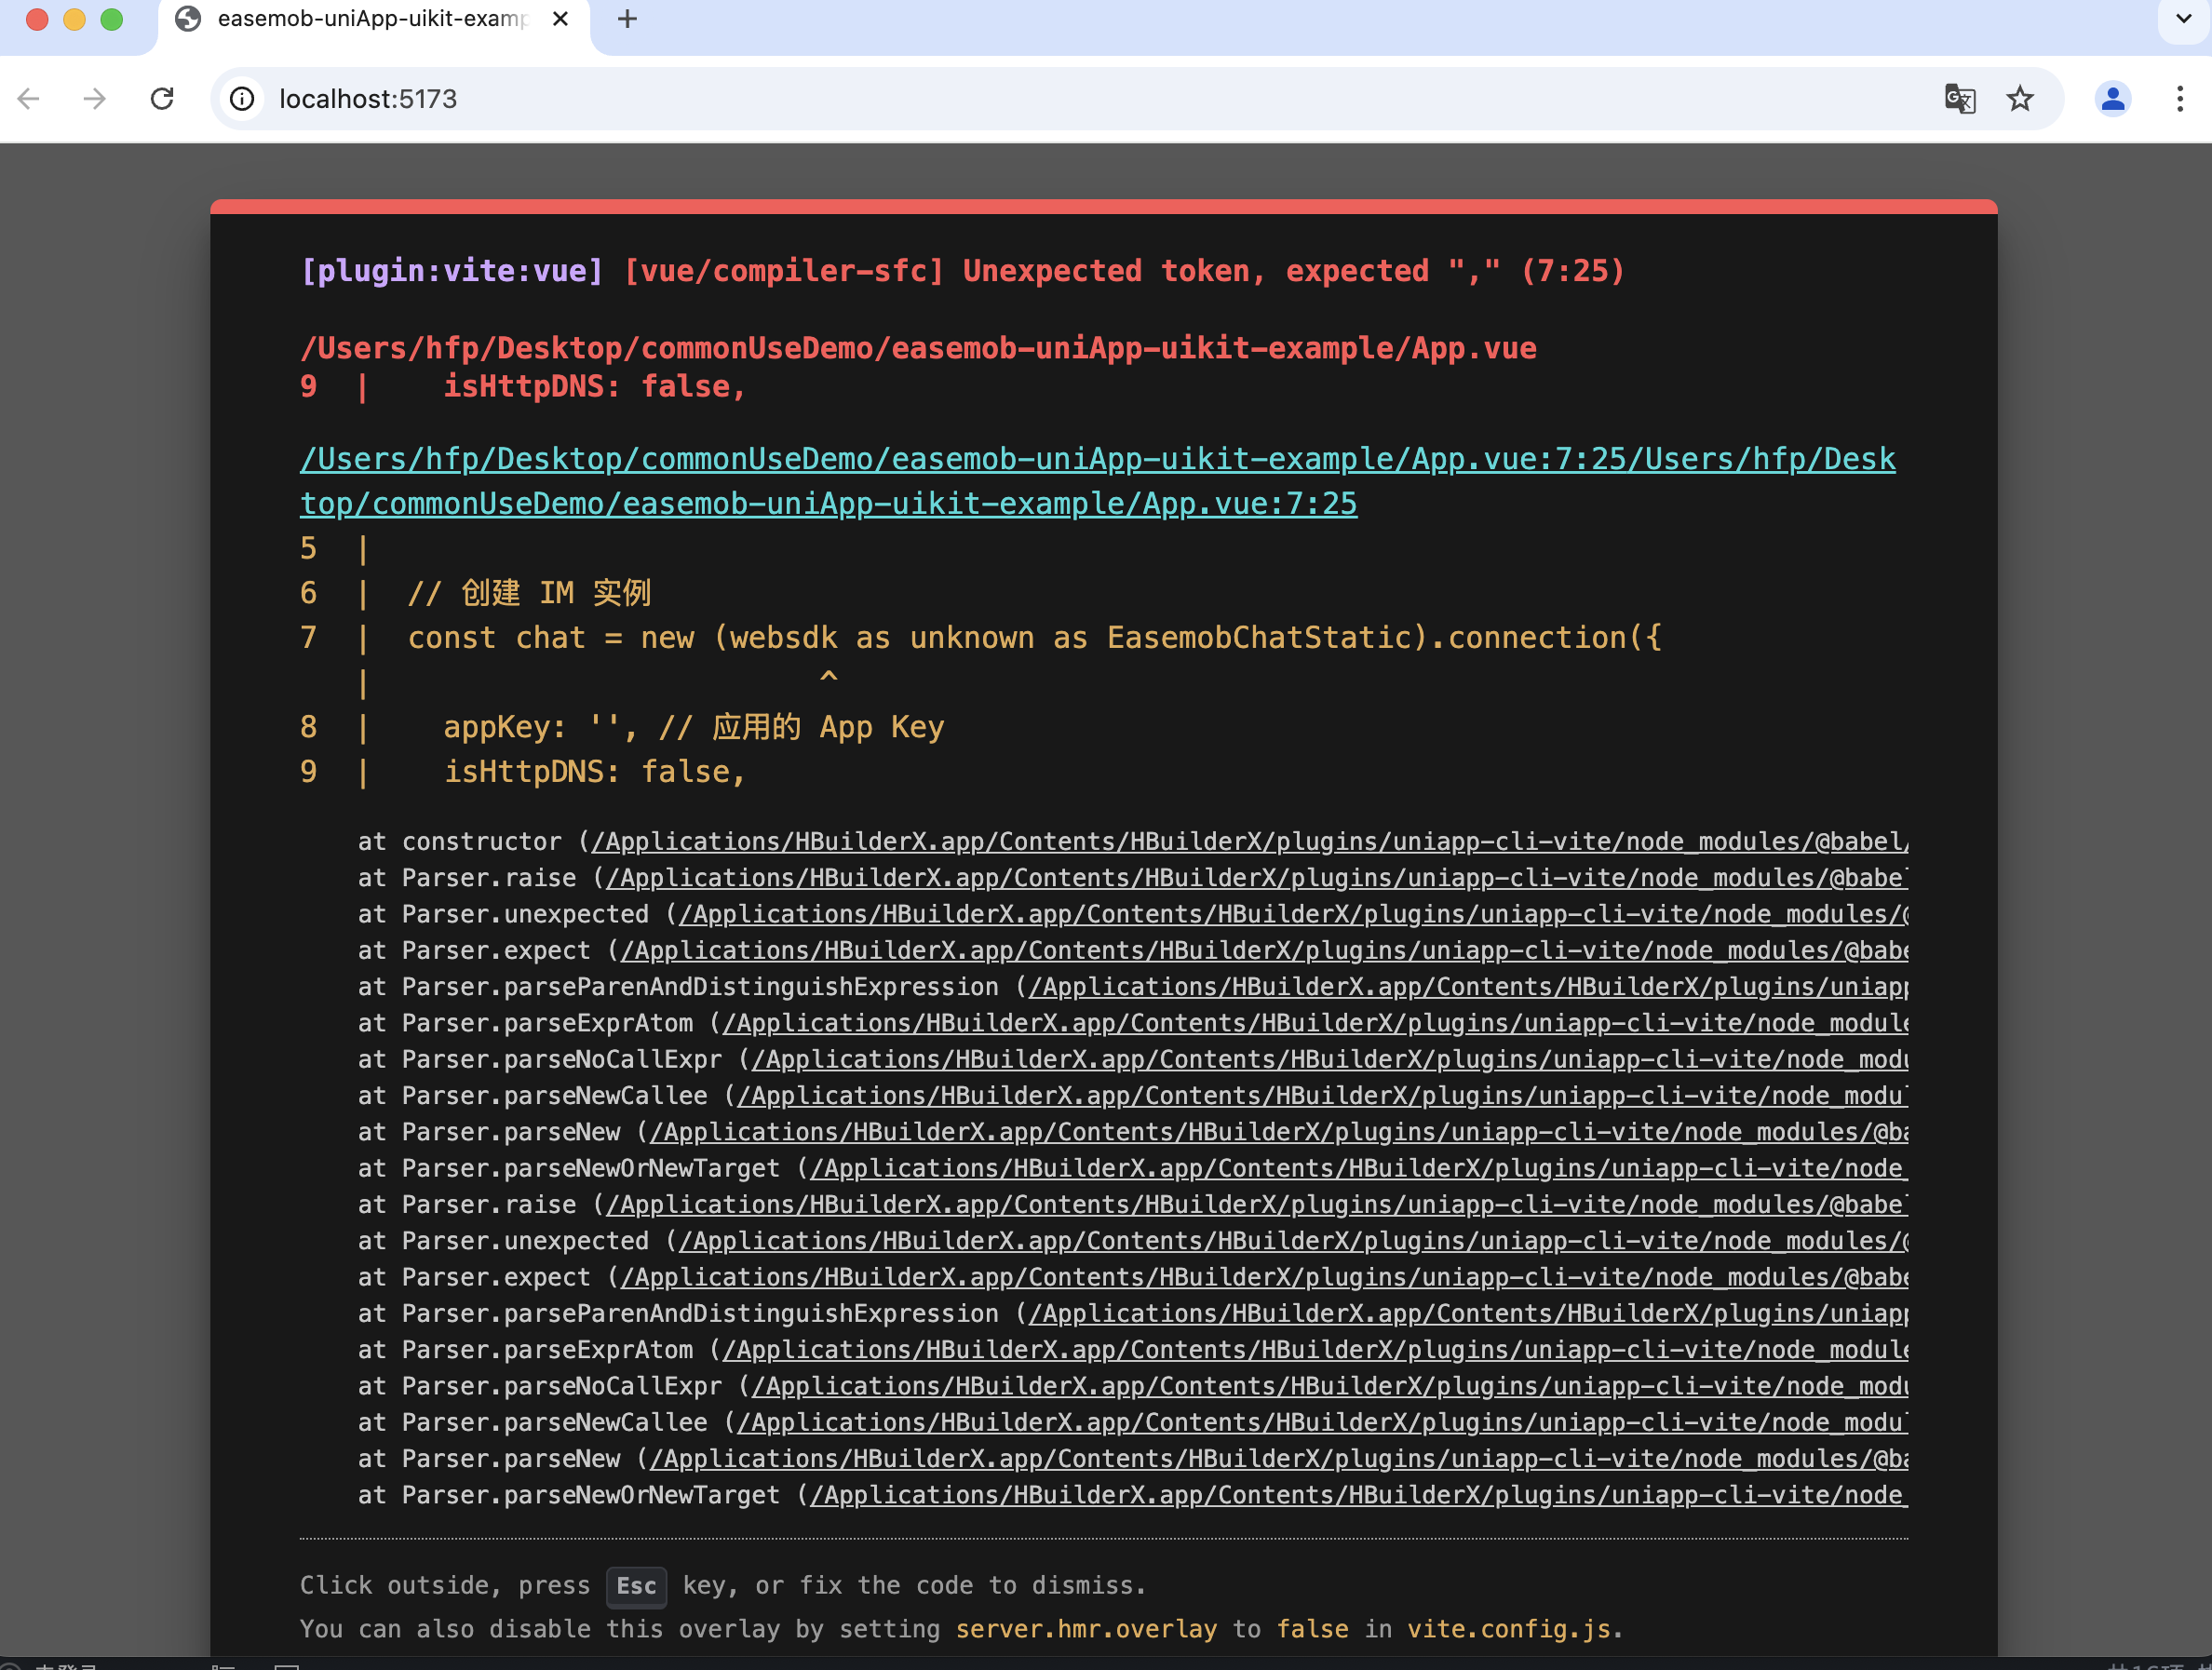 easemob-uniApp-uikit-examp
localhost:5173
[plugin:vite:vue] [vue/compiler-sfc] Unexpected token, expected "," (7:25)
/Users/hfp/Desktop/commonUseDemo/easemob-uniApp-uikit-example/App.vue
9  |    isHttpDNS: false,
/Users/hfp/Desktop/commonUseDemo/easemob-uniApp-uikit-example/App.vue:7:25/Users/hfp/Desk
top/commonUseDemo/easemob-uniApp-uikit-example/App.vue:7:25
5  |
6  |  // 创建 IM 实例
7  |  const chat = new (websdk as unknown as EasemobChatStatic).connection({
   |                         ^
8  |    appKey: '', // 应用的 App Key
9  |    isHttpDNS: false,
at constructor (/Applications/HBuilderX.app/Contents/HBuilderX/plugins/uniapp-cli-vite/node_modules/@babel/
at Parser.raise (/Applications/HBuilderX.app/Contents/HBuilderX/plugins/uniapp-cli-vite/node_modules/@babe
at Parser.unexpected (/Applications/HBuilderX.app/Contents/HBuilderX/plugins/uniapp-cli-vite/node_modules/@
at Parser.expect (/Applications/HBuilderX.app/Contents/HBuilderX/plugins/uniapp-cli-vite/node_modules/@babe
at Parser.parseParenAndDistinguishExpression (/Applications/HBuilderX.app/Contents/HBuilderX/plugins/uniapp
at Parser.parseExprAtom (/Applications/HBuilderX.app/Contents/HBuilderX/plugins/uniapp-cli-vite/node_module
at Parser.parseNoCallExpr (/Applications/HBuilderX.app/Contents/HBuilderX/plugins/uniapp-cli-vite/node_modu
at Parser.parseNewCallee (/Applications/HBuilderX.app/Contents/HBuilderX/plugins/uniapp-cli-vite/node_modu
at Parser.parseNew (/Applications/HBuilderX.app/Contents/HBuilderX/plugins/uniapp-cli-vite/node_modules/@ba
at Parser.parseNewOrNewTarget (/Applications/HBuilderX.app/Contents/HBuilderX/plugins/uniapp-cli-vite/node_
at Parser.raise (/Applications/HBuilderX.app/Contents/HBuilderX/plugins/uniapp-cli-vite/node_modules/@babe
at Parser.unexpected (/Applications/HBuilderX.app/Contents/HBuilderX/plugins/uniapp-cli-vite/node_modules/@
at Parser.expect (/Applications/HBuilderX.app/Contents/HBuilderX/plugins/uniapp-cli-vite/node_modules/@babe
at Parser.parseParenAndDistinguishExpression (/Applications/HBuilderX.app/Contents/HBuilderX/plugins/uniapp
at Parser.parseExprAtom (/Applications/HBuilderX.app/Contents/HBuilderX/plugins/uniapp-cli-vite/node_module
at Parser.parseNoCallExpr (/Applications/HBuilderX.app/Contents/HBuilderX/plugins/uniapp-cli-vite/node_modu
at Parser.parseNewCallee (/Applications/HBuilderX.app/Contents/HBuilderX/plugins/uniapp-cli-vite/node_modu
at Parser.parseNew (/Applications/HBuilderX.app/Contents/HBuilderX/plugins/uniapp-cli-vite/node_modules/@ba
at Parser.parseNewOrNewTarget (/Applications/HBuilderX.app/Contents/HBuilderX/plugins/uniapp-cli-vite/node_
Click outside, press Esc key, or fix the code to dismiss.
You can also disable this overlay by setting server.hmr.overlay to false in vite.config.js.